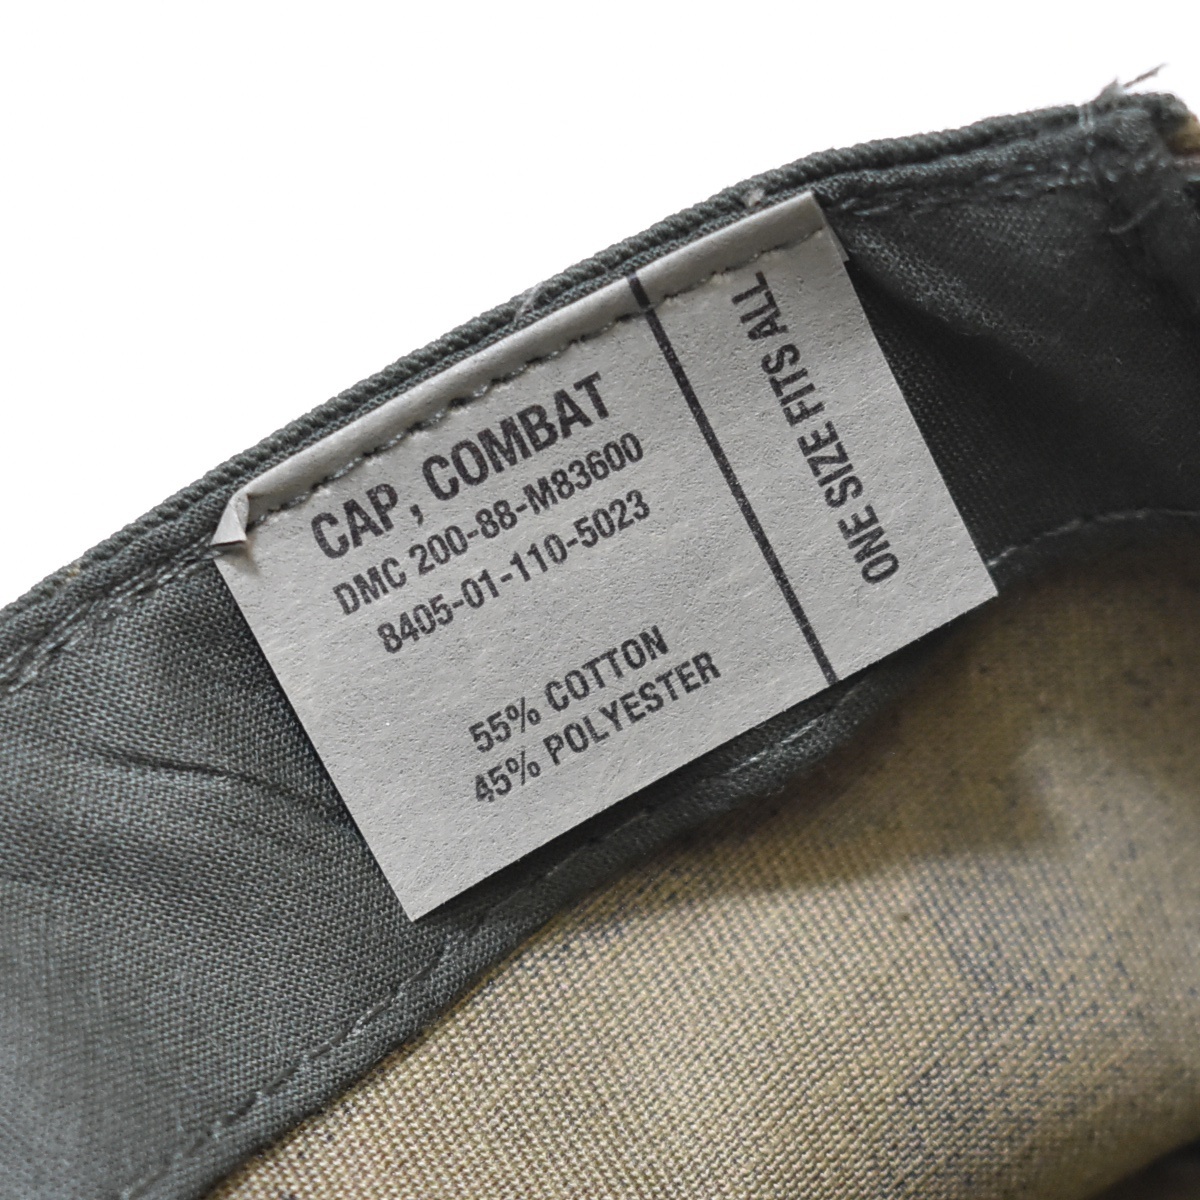 CAP, COMBAT
DMC 200-88-M83600
8405-01-110-5023
55% COTTON
45% POLYESTER
ONE SIZE FITS ALL